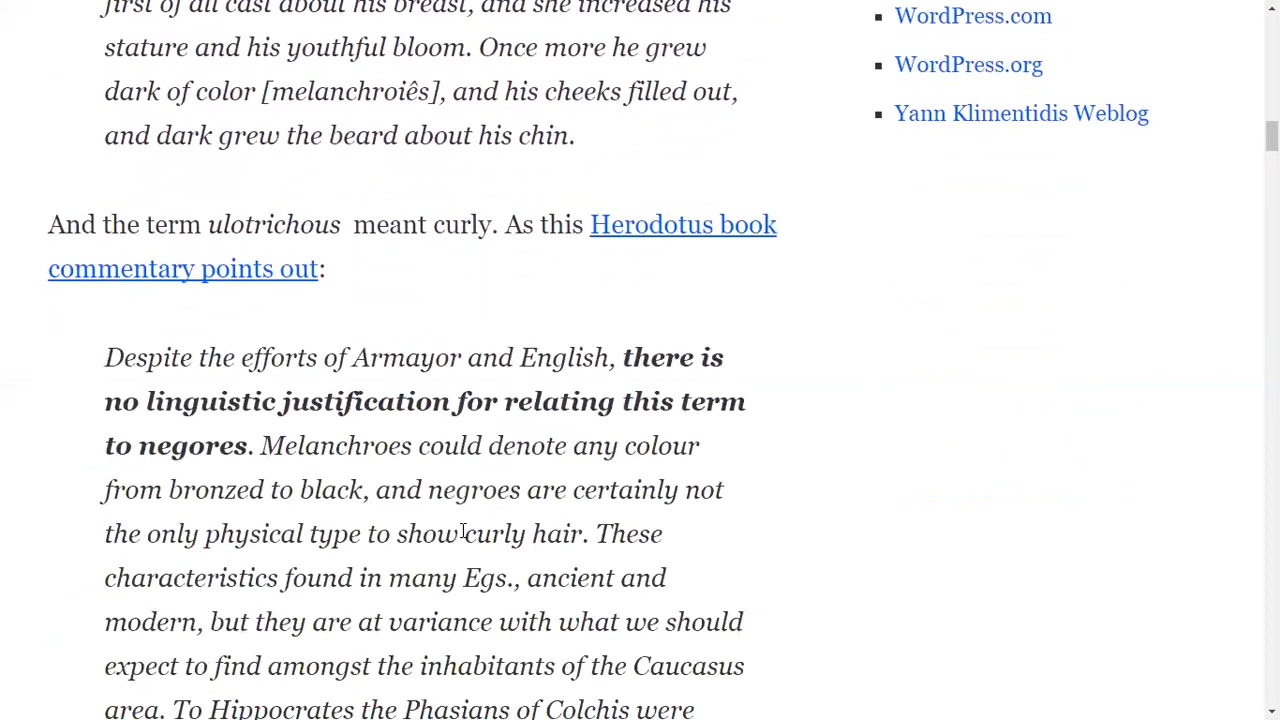 first of all cast about his breast, and she increased his
stature and his youthful bloom. Once more he grew
dark of color [melanchroiês], and his cheeks filled out,
and dark grew the beard about his chin.
And the term ulotrichous meant curly. As this Herodotus book
commentary points out:
Despite the efforts of Armayor and English, there is
no linguistic justification for relating this term
to negores. Melanchroes could denote any colour
from bronzed to black, and negroes are certainly not
the only physical type to show curly hair. These
characteristics found in many Egs., ancient and
modern, but they are at variance with what we should
expect to find amongst the inhabitants of the Caucasus
area. To Hippocrates the Phasians of Colchis were
WordPress.com
WordPress.org
Yann Klimentidis Weblog